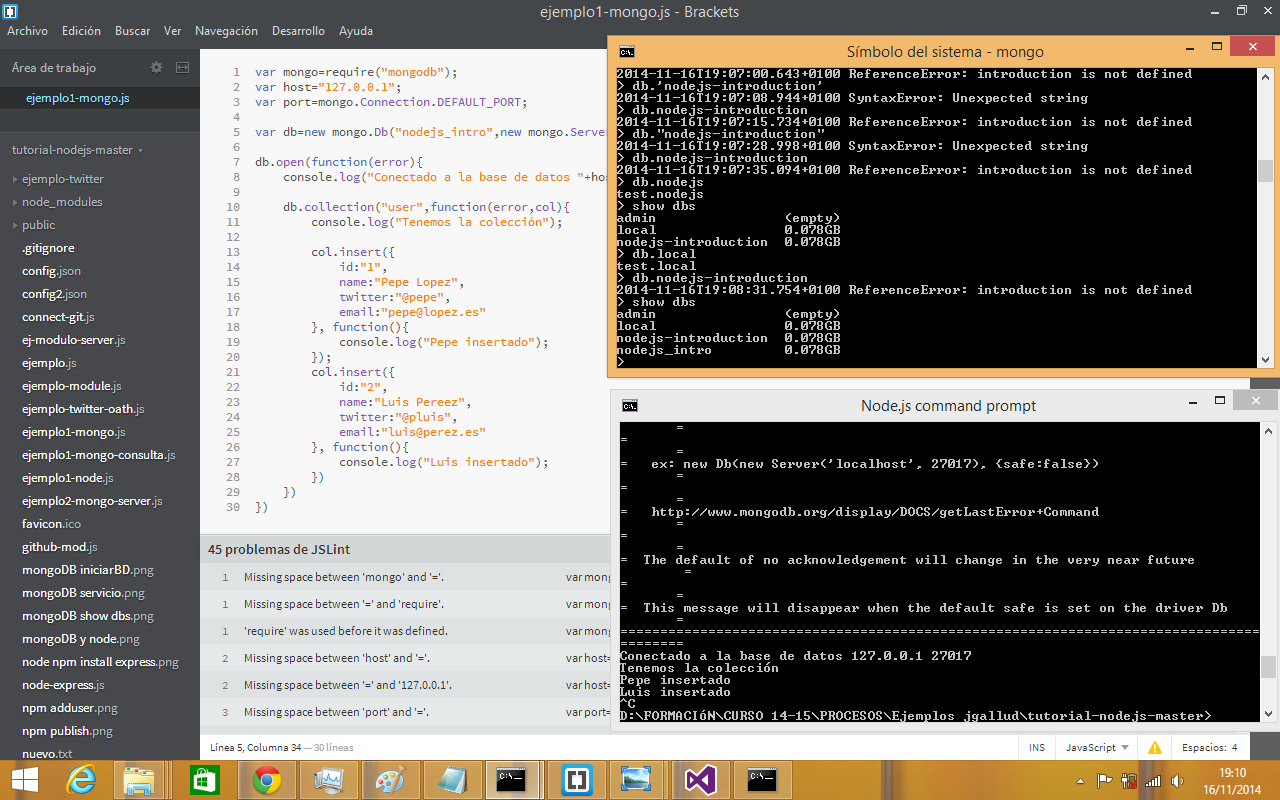 ejemplo1-mongo.js - Brackets
Archivo Edición Buscar Ver Navegación Desarrollo Ayuda
Área de trabajo
ejemplo1-mongo.js
tutorial-nodejs-master
ejemplo-twitter
node_modules
public
.gitignore
config.json
config2.json
connect-git.js
ej-modulo-server.js
ejemplo.js
ejemplo-module.js
ejemplo-twitter-oath.js
ejemplo1-mongo.js
ejemplo1-mongo-consulta.js
ejemplo1-node.js
ejemplo2-mongo-server.js
favicon.ico
github-mod.js
mongoDB iniciarBD.png
mongoDB servicio.png
mongoDB show dbs.png
mongoDB y node.png
node npm install express.png
node-express.js
npm adduser.png
npm publish.png
nuevo.txt
1 var mongo=require("mongodb");
2 var host="127.0.0.1";
3 var port=mongo.Connection.DEFAULT_PORT;
4
5 var db=new mongo.Db("nodejs_intro",new mongo.Server
6
7 db.open(function(error){
8 console.log("Conectado a la base de datos "+hos
9
10 db.collection("user",function(error,col){
11 console.log("Tenemos la colección");
12
13 col.insert({
14 id:"1",
15 name:"Pepe Lopez",
16 twitter:"@pepe",
17 email:"pepe@lopez.es"
18 }, function(){
19 console.log("Pepe insertado");
20 });
21 col.insert({
22 id:"2",
23 name:"Luis Pereez",
24 twitter:"@pluis",
25 email:"luis@perez.es"
26 }, function(){
27 console.log("Luis insertado");
28 })
29 })
30 })
45 problemas de JSLint
1 Missing space between 'mongo' and '='. var mong
1 Missing space between '=' and 'require'. var mong
1 'require' was used before it was defined. var mong
2 Missing space between 'host' and '='. var host=
2 Missing space between '=' and '127.0.0.1'. var host=
3 Missing space between 'port' and '='. var port=
Línea 5, Columna 34 — 30 líneas
INS JavaScript Espacios: 4
Símbolo del sistema - mongo
2014-11-16T19:07:00.643+0100 ReferenceError: introduction is not defined
> db.'nodejs-introduction'
2014-11-16T19:07:08.944+0100 SyntaxError: Unexpected string
> db.nodejs-introduction
2014-11-16T19:07:15.734+0100 ReferenceError: introduction is not defined
> db."nodejs-introduction"
2014-11-16T19:07:28.998+0100 SyntaxError: Unexpected string
> db.nodejs-introduction
2014-11-16T19:07:35.094+0100 ReferenceError: introduction is not defined
> db.nodejs
test.nodejs
> show dbs
admin (empty)
local 0.078GB
nodejs-introduction 0.078GB
> db.local
test.local
> db.nodejs-introduction
2014-11-16T19:08:31.754+0100 ReferenceError: introduction is not defined
> show dbs
admin (empty)
local 0.078GB
nodejs-introduction 0.078GB
nodejs_intro 0.078GB
>
Node.js command prompt
=
=
=
= ex: new Db(new Server('localhost', 27017), {safe:false})
=
=
=
= http://www.mongodb.org/display/DOCS/getLastError+Command
=
=
=
= The default of no acknowledgement will change in the very near future
=
=
=
= This message will disappear when the default safe is set on the driver Db
=
================================================================================
========
Conectado a la base de datos 127.0.0.1 27017
Tenemos la colección
Pepe insertado
Luis insertado
^C
D:\FORMACIóN\CURSO 14-15\PROCESOS\Ejemplos jgallud\tutorial-nodejs-master>
19:10
16/11/2014